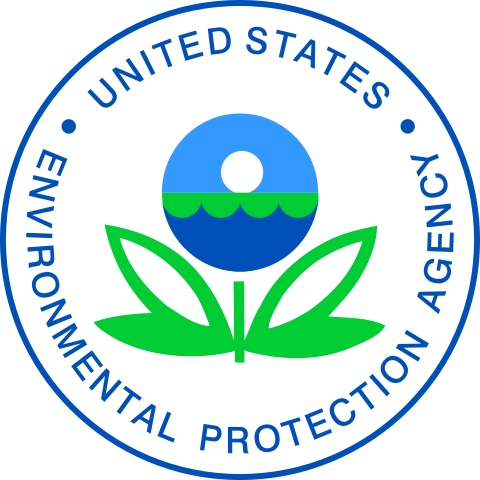 UNITED STATES
ENVIRONMENTAL PROTECTION AGENCY